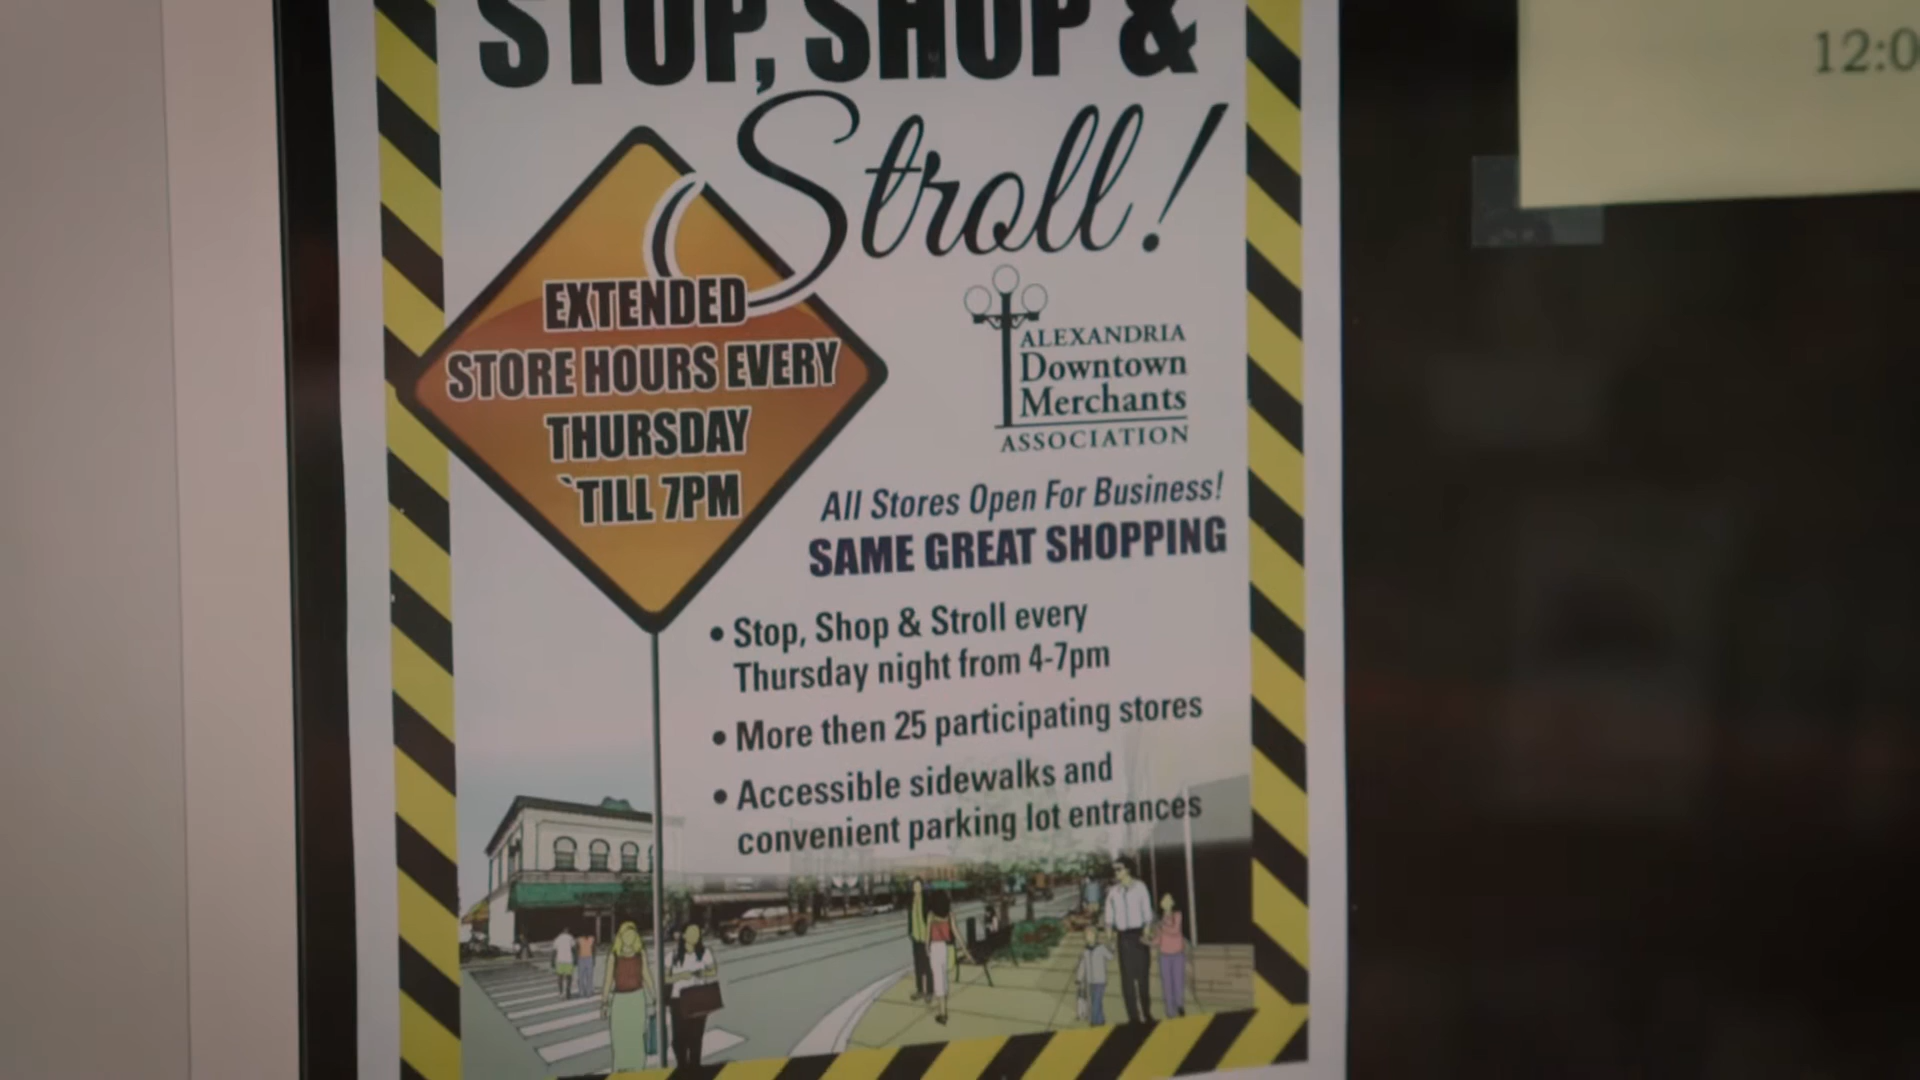 STOP, SHOP &
Stroll!
EXTENDED
STORE HOURS EVERY
THURSDAY
`TILL 7PM
ALEXANDRIA
Downtown
Merchants
ASSOCIATION
All Stores Open For Business!
SAME GREAT SHOPPING
• Stop, Shop & Stroll every
Thursday night from 4-7pm
• More then 25 participating stores
• Accessible sidewalks and
convenient parking lot entrances
12:0